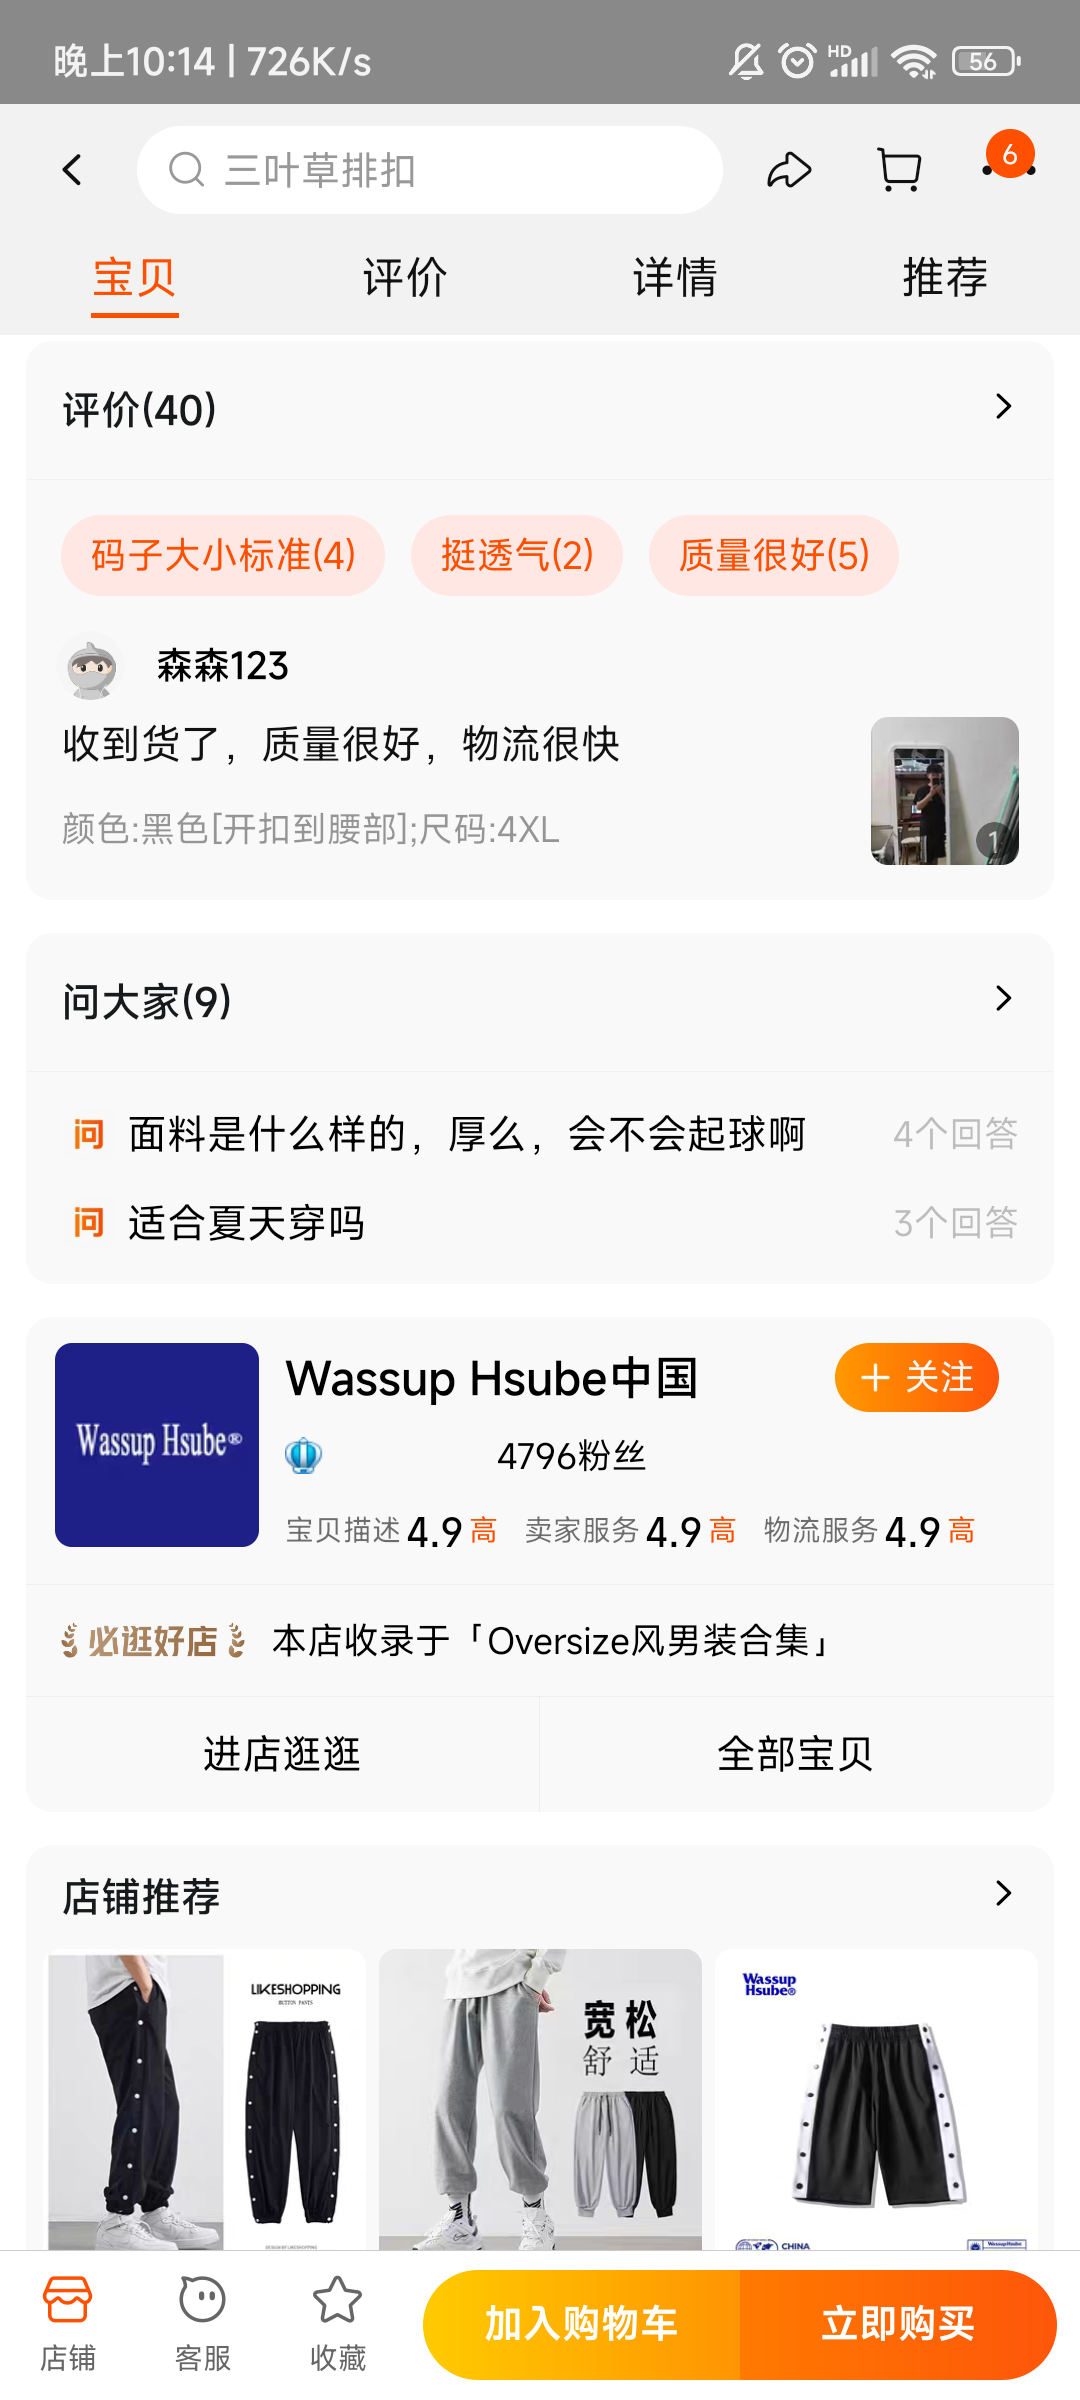 晚上10:14 | 726K/s
HD
56
三叶草排扣
6
宝贝
评价
详情
推荐
评价(40)
码子大小标准(4)
挺透气(2)
质量很好(5)
森森123
收到货了，质量很好，物流很快
颜色:黑色[开扣到腰部];尺码:4XL
1
问大家(9)
问 面料是什么样的，厚么，会不会起球啊 4个回答
问 适合夏天穿吗 3个回答
Wassup Hsube®
Wassup Hsube中国
+ 关注
4796粉丝
宝贝描述4.9高 卖家服务4.9高 物流服务4.9高
必逛好店 本店收录于「Oversize风男装合集」
进店逛逛
全部宝贝
店铺推荐
LIKESHOPPING
BUTTON PANTS
DESIGN BY LIKESHOPPING
宽松
舒适
Wassup
Hsube®
CHINA
Wassup Hsube
店铺
客服
收藏
加入购物车
立即购买